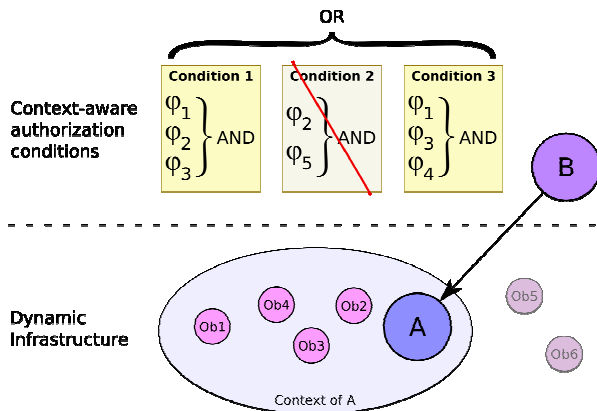 OR
Condition 1
φ1
φ2
φ3
AND
Condition 2
φ2
φ5
AND
Condition 3
φ1
φ3
φ4
AND
Context-aware
authorization
conditions
B
Dynamic
Infrastructure
Ob1
Ob4
Ob3
Ob2
A
Ob5
Ob6
Context of A